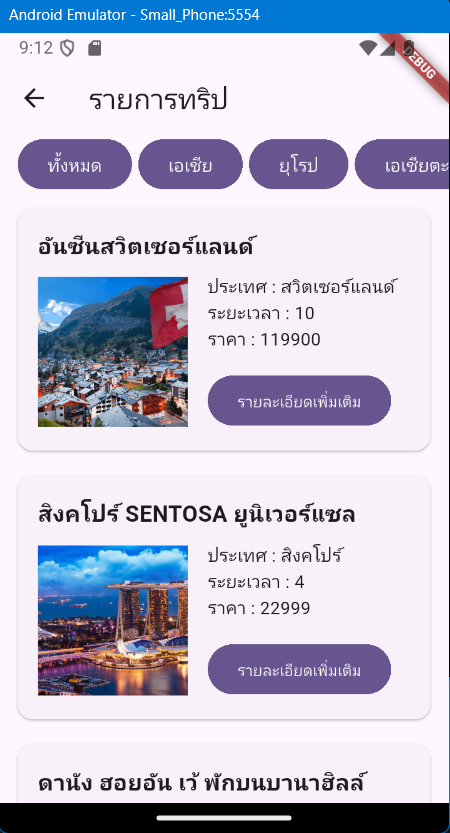 Android Emulator - Small_Phone:5554
9:12
DEBUG
รายการทริป
ทั้งหมด เอเชีย ยุโรป เอเชียตะ
อันซีนสวิตเซอร์แลนด์
ประเทศ : สวิตเซอร์แลนด์
ระยะเวลา : 10
ราคา : 119900
รายละเอียดเพิ่มเติม
สิงคโปร์ SENTOSA ยูนิเวอร์แซล
ประเทศ : สิงคโปร์
ระยะเวลา : 4
ราคา : 22999
รายละเอียดเพิ่มเติม
ดานัง ฮอยอัน เว้ พักบนบานาฮิลล์